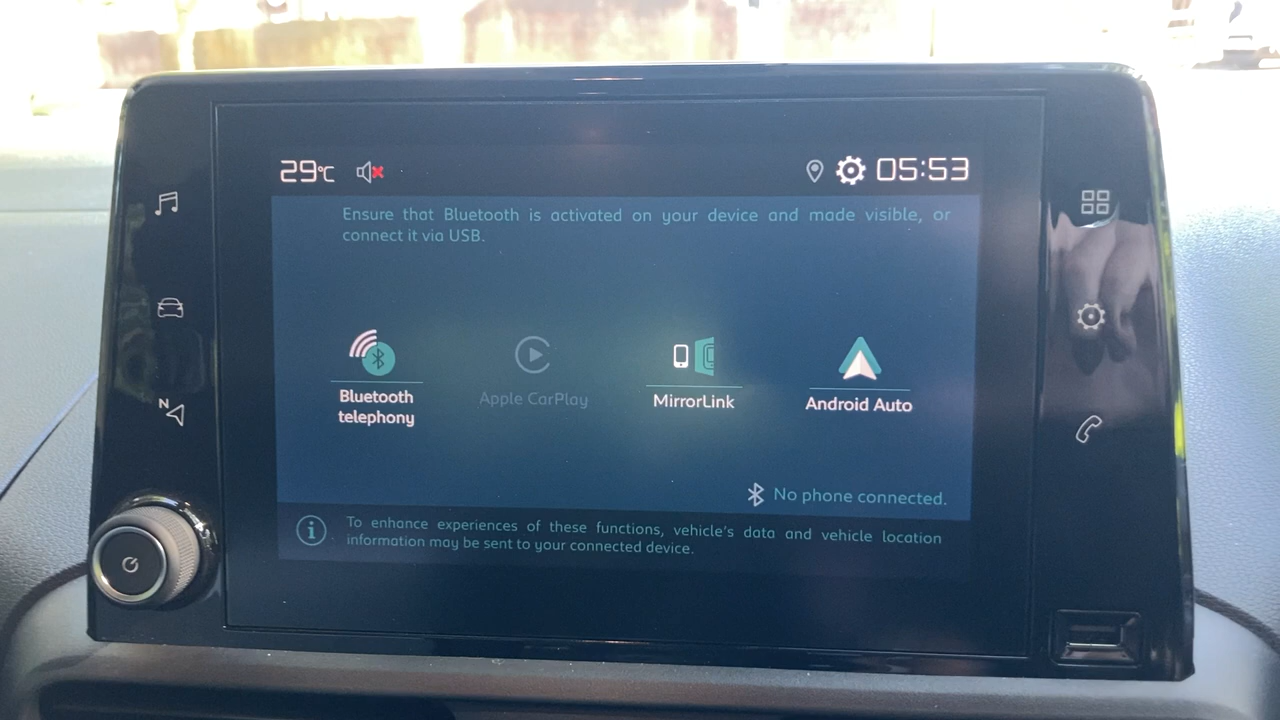 29°C
05:53
Ensure that Bluetooth is activated on your device and made visible, or
connect it via USB.
Bluetooth
telephony
Apple CarPlay
MirrorLink
Android Auto
No phone connected.
i
To enhance experiences of these functions, vehicle's data and vehicle location
information may be sent to your connected device.
N